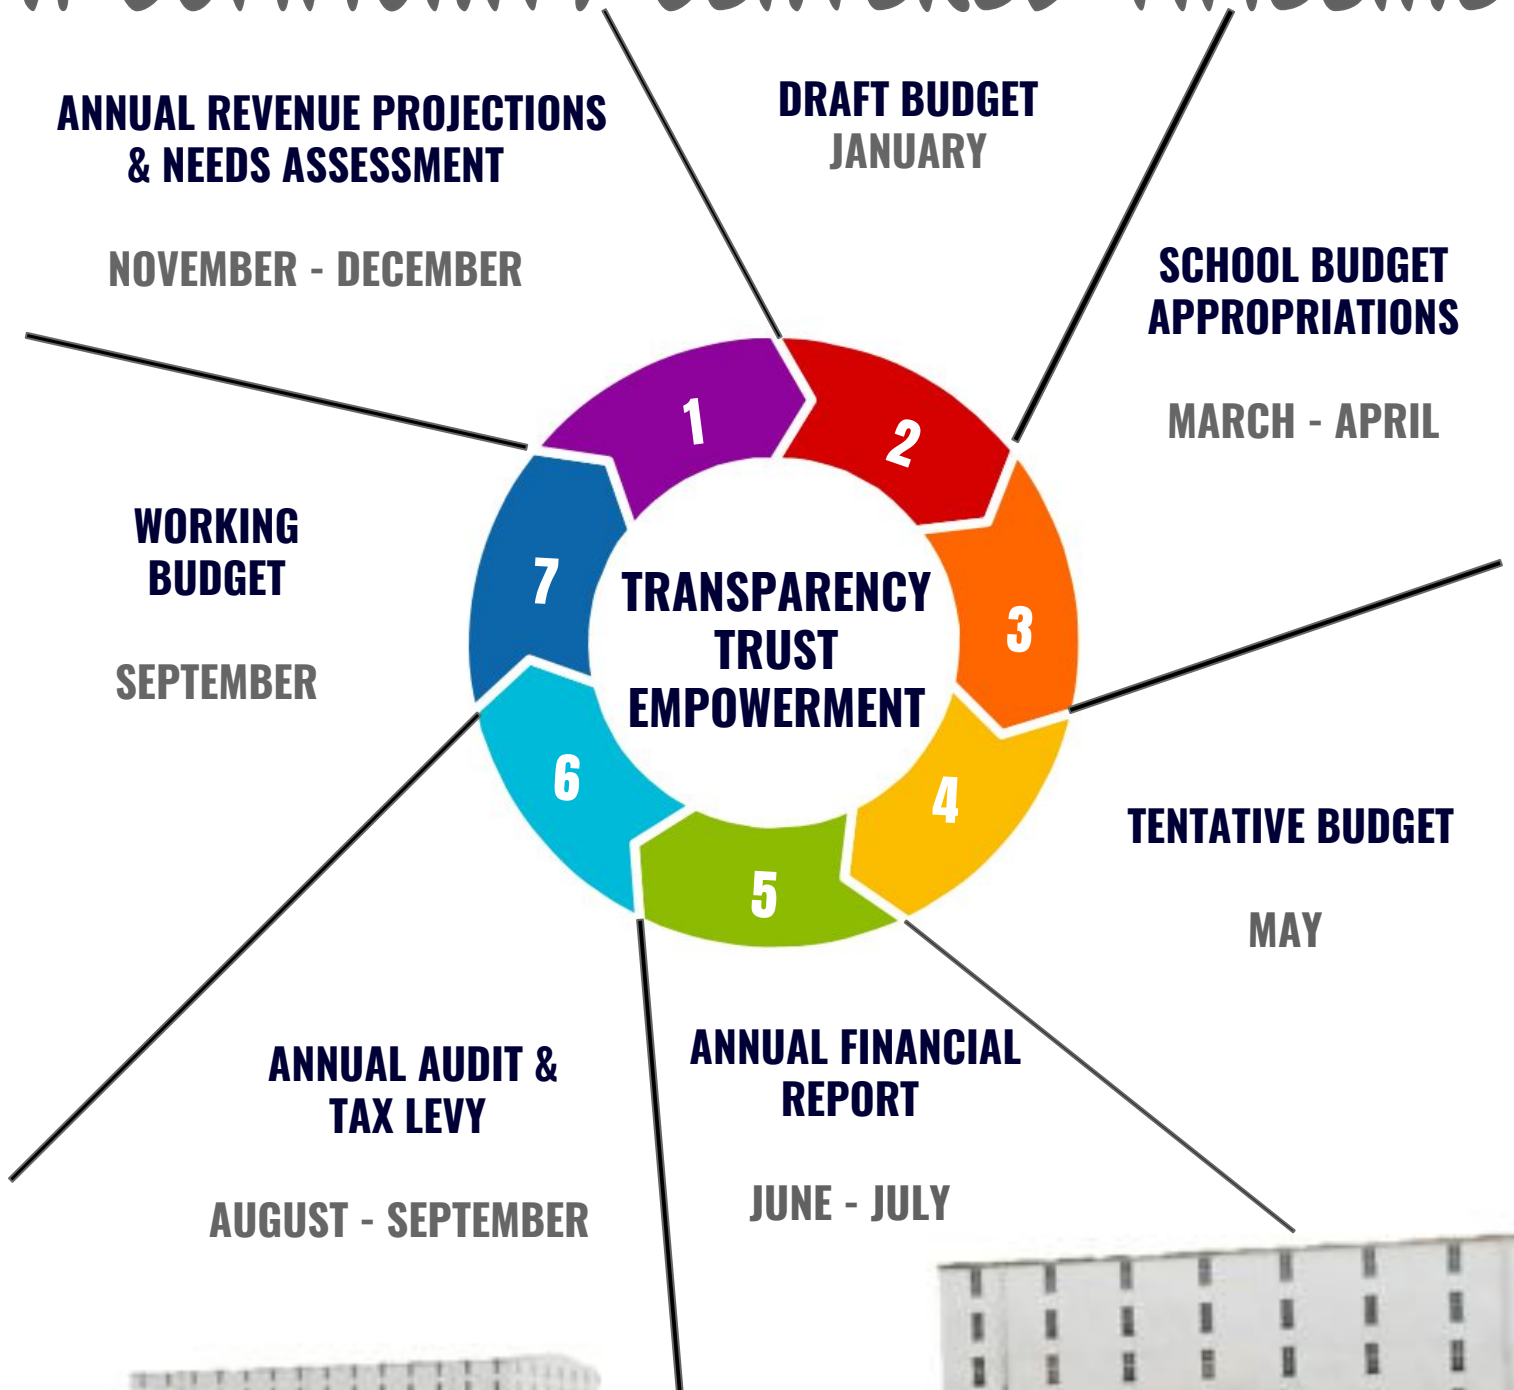 ANNUAL REVENUE PROJECTIONS
& NEEDS ASSESSMENT
NOVEMBER - DECEMBER
DRAFT BUDGET
JANUARY
SCHOOL BUDGET
APPROPRIATIONS
MARCH - APRIL
1
2
3
4
5
6
7
TRANSPARENCY
TRUST
EMPOWERMENT
TENTATIVE BUDGET
MAY
ANNUAL FINANCIAL
REPORT
JUNE - JULY
ANNUAL AUDIT &
TAX LEVY
AUGUST - SEPTEMBER
WORKING
BUDGET
SEPTEMBER